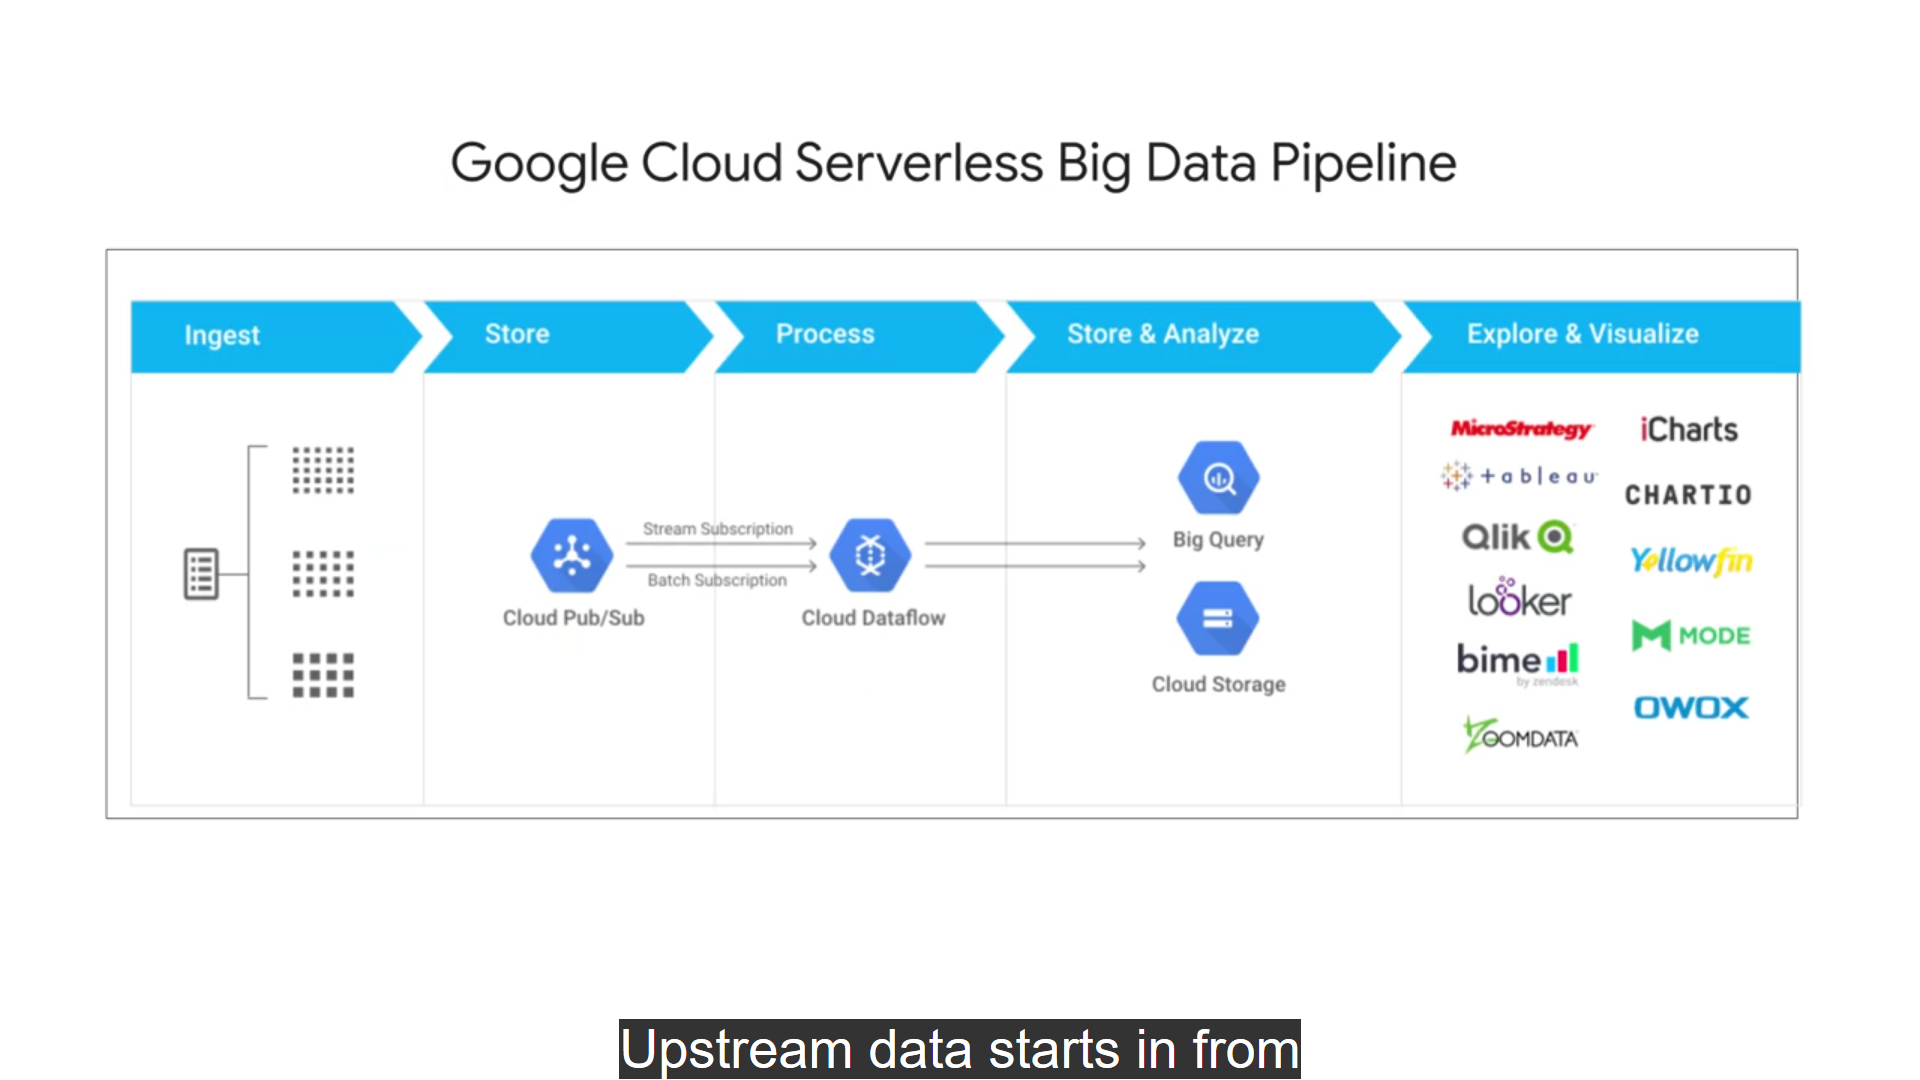 Google Cloud Serverless Big Data Pipeline
Ingest
Store
Process
Store & Analyze
Explore & Visualize
Stream Subscription
Batch Subscription
Cloud Pub/Sub
Cloud Dataflow
Big Query
Cloud Storage
MicroStrategy
iCharts
+ableau
CHARTIO
Qlik
Yellowfin
looker
MODE
bime
by zendesk
OWOX
ZOOMDATA
Upstream data starts in from